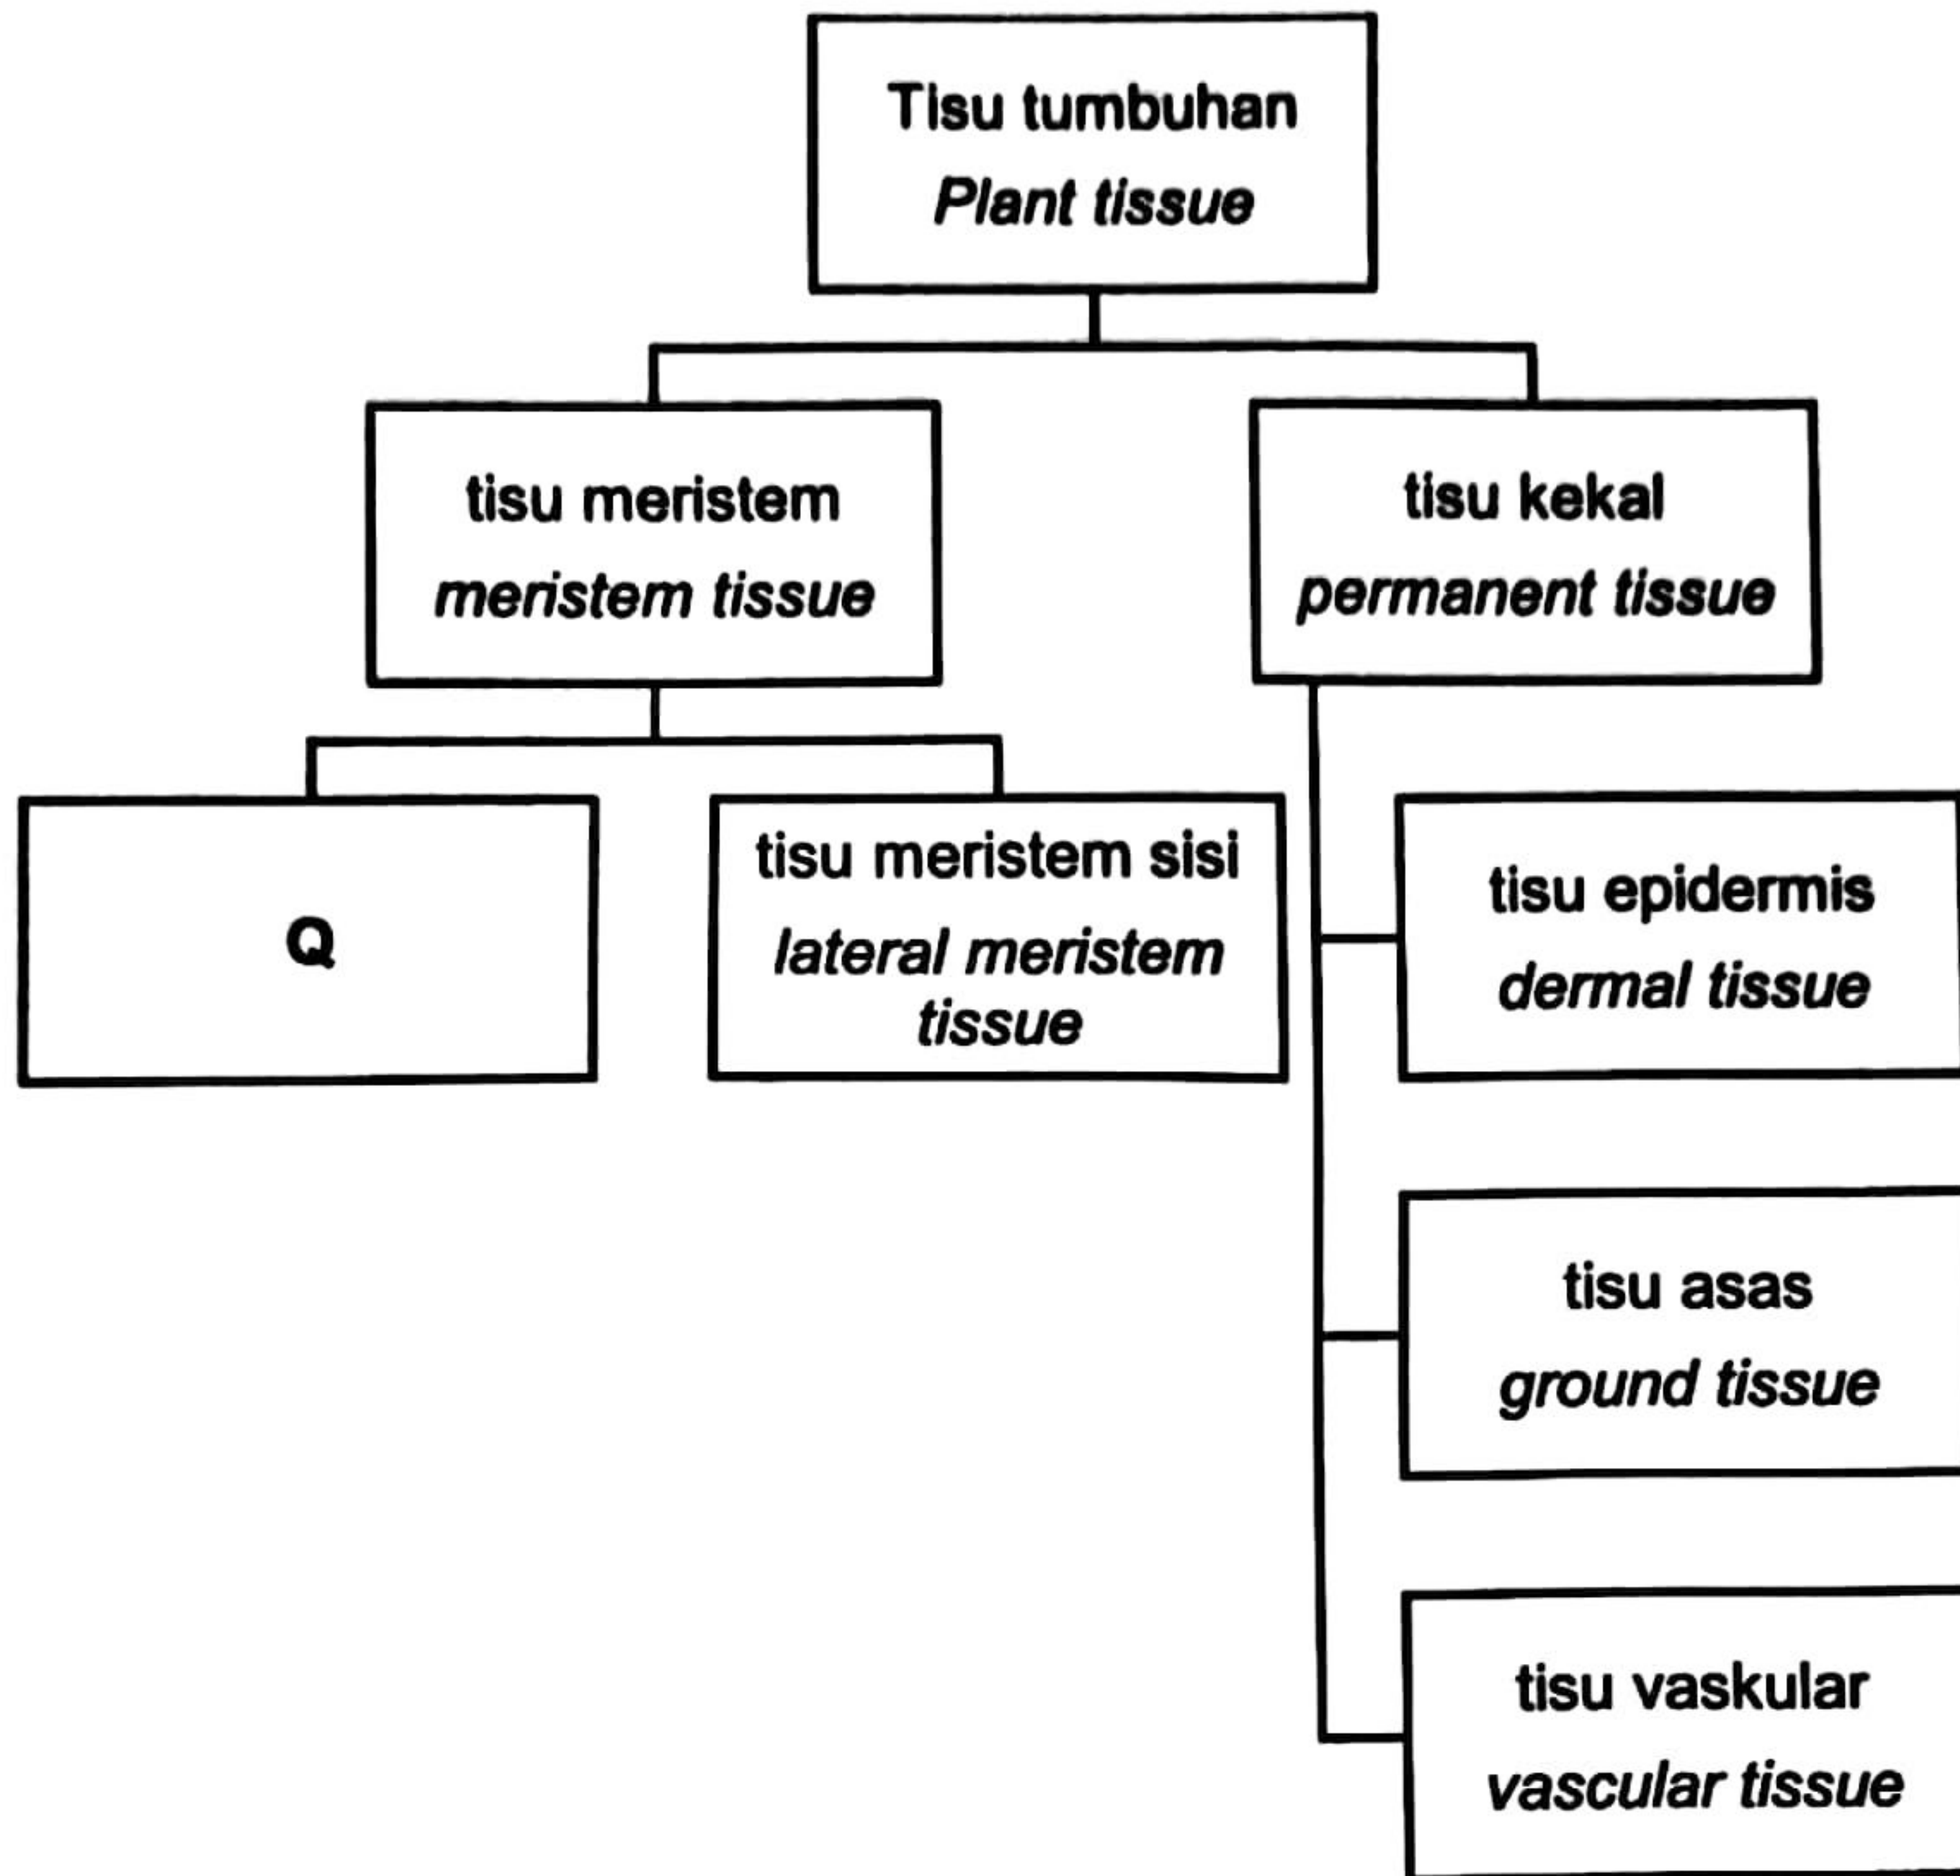 Tisu tumbuhan
Plant tissue
tisu meristem
meristem tissue
tisu kekal
permanent tissue
Q
tisu meristem sisi
lateral meristem
tissue
tisu epidermis
dermal tissue
tisu asas
ground tissue
tisu vaskular
vascular tissue